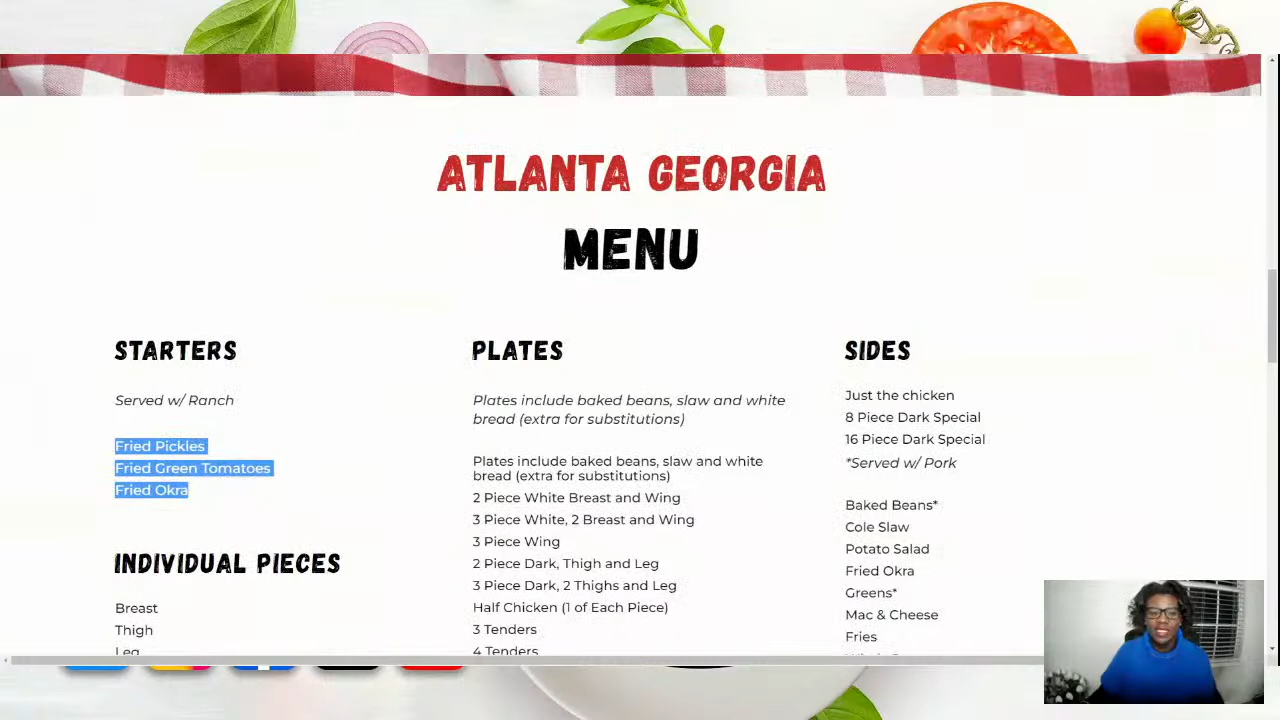 ATLANTA GEORGIA
MENU
STARTERS
Served w/ Ranch
Fried Pickles
Fried Green Tomatoes
Fried Okra
INDIVIDUAL PIECES
Breast
Thigh
Leg
PLATES
Plates include baked beans, slaw and white
bread (extra for substitutions)
Plates include baked beans, slaw and white
bread (extra for substitutions)
2 Piece White Breast and Wing
3 Piece White, 2 Breast and Wing
3 Piece Wing
2 Piece Dark, Thigh and Leg
3 Piece Dark, 2 Thighs and Leg
Half Chicken (1 of Each Piece)
3 Tenders
4 Tenders
SIDES
Just the chicken
8 Piece Dark Special
16 Piece Dark Special
*Served w/ Pork
Baked Beans*
Cole Slaw
Potato Salad
Fried Okra
Greens*
Mac & Cheese
Fries